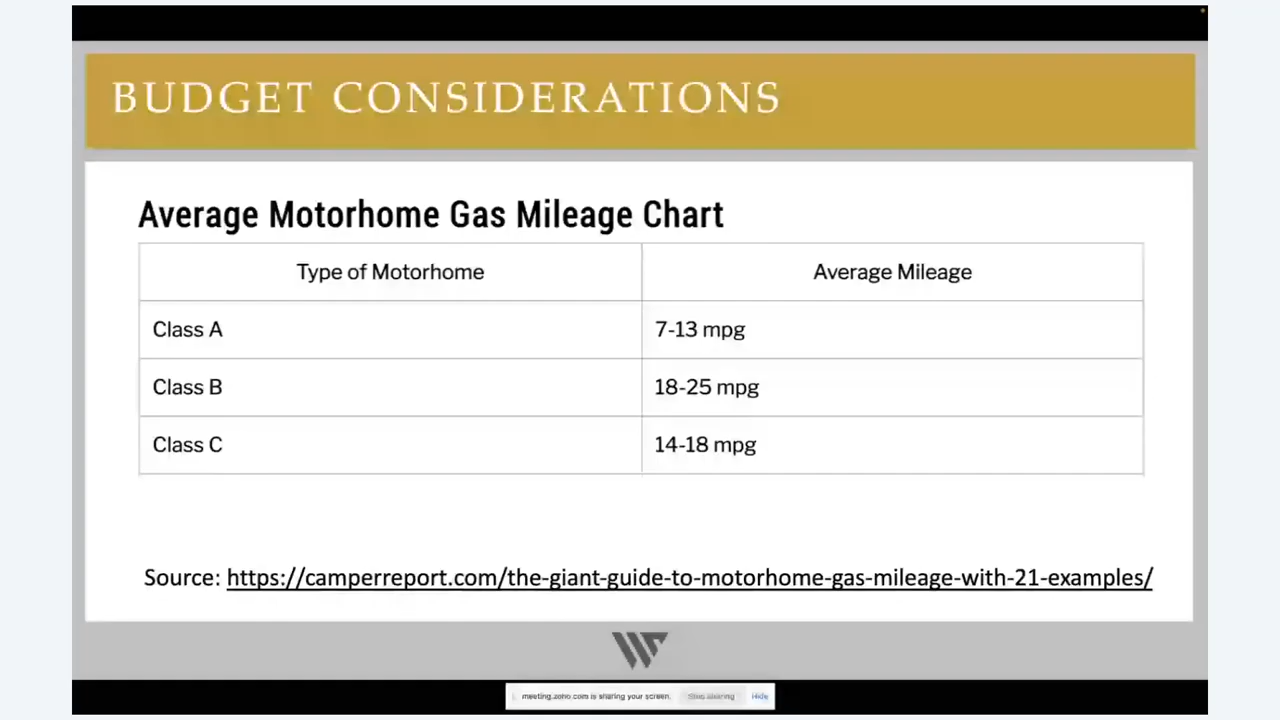 BUDGET CONSIDERATIONS
Average Motorhome Gas Mileage Chart
Type of Motorhome Average Mileage
Class A 7-13 mpg
Class B 18-25 mpg
Class C 14-18 mpg
Source: https://camperreport.com/the-giant-guide-to-motorhome-gas-mileage-with-21-examples/
meeting.zoho.com is sharing your screen. Stop sharing Hide